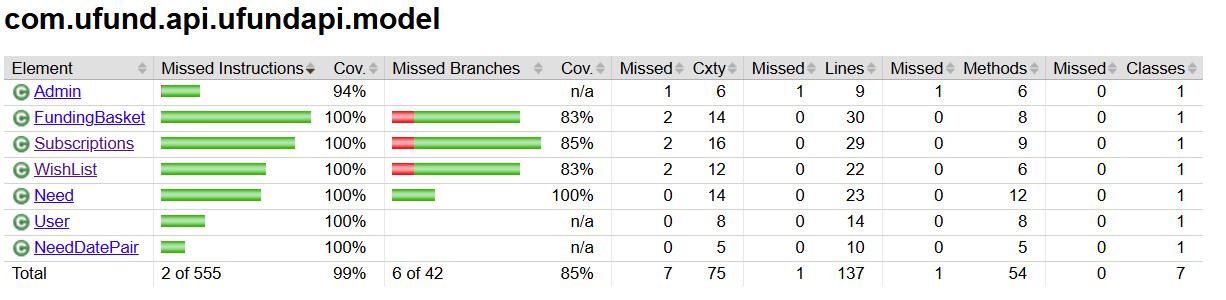 com.ufund.api.ufundapi.model
Element Missed Instructions Cov. Missed Branches Cov. Missed Cxty Missed Lines Missed Methods Missed Classes
C Admin 94% n/a 1 6 1 9 1 6 0 1
C FundingBasket 100% 83% 2 14 0 30 0 8 0 1
C Subscriptions 100% 85% 2 16 0 29 0 9 0 1
C WishList 100% 83% 2 12 0 22 0 6 0 1
C Need 100% 100% 0 14 0 23 0 12 0 1
C User 100% n/a 0 8 0 14 0 8 0 1
C NeedDatePair 100% n/a 0 5 0 10 0 5 0 1
Total 2 of 555 99% 6 of 42 85% 7 75 1 137 1 54 0 7